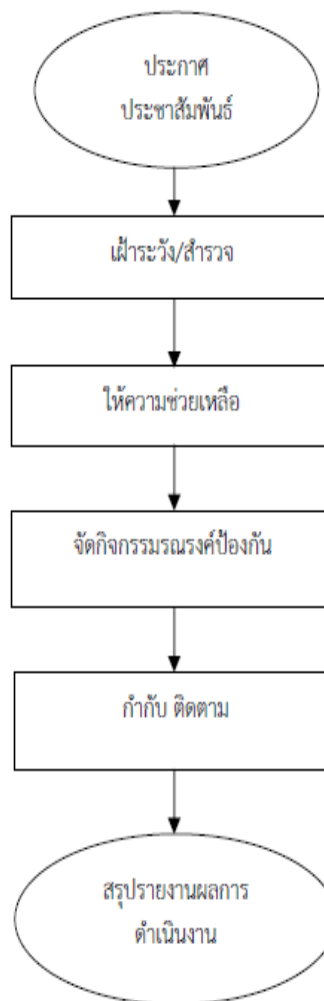 ประกาศ
ประชาสัมพันธ์
เฝ้าระวัง/สำรวจ
ให้ความช่วยเหลือ
จัดกิจกรรมรณรงค์ป้องกัน
กำกับ ติดตาม
สรุปรายงานผลการ
ดำเนินงาน